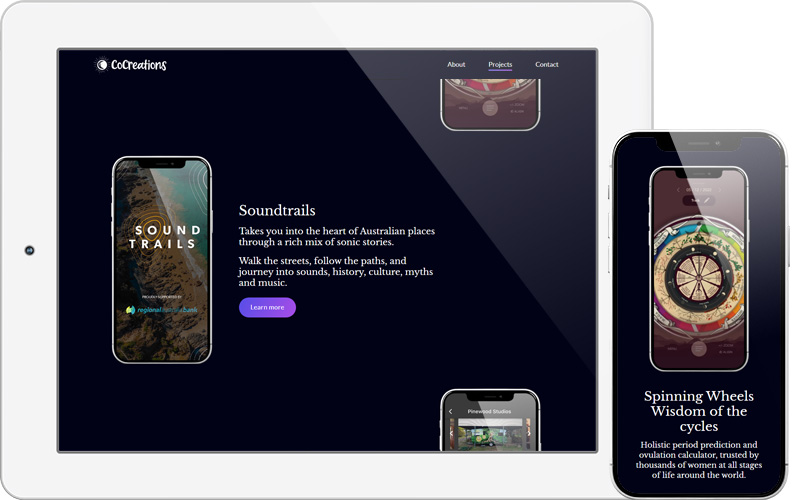 CoCreations
About
Projects
Contact
SOUND
TRAILS
PROUDLY SUPPORTED BY
Soundtrails
Takes you into the heart of Australian places
through a rich mix of sonic stories.
Walk the streets, follow the paths, and
journey into sounds, history, culture, myths
and music.
Learn more
Pinewood Studies
Spinning Wheels
Wisdom of the
cycles
Holistic period prediction and
ovulation calculator, trusted by
thousands of women at all stages
of life around the world.